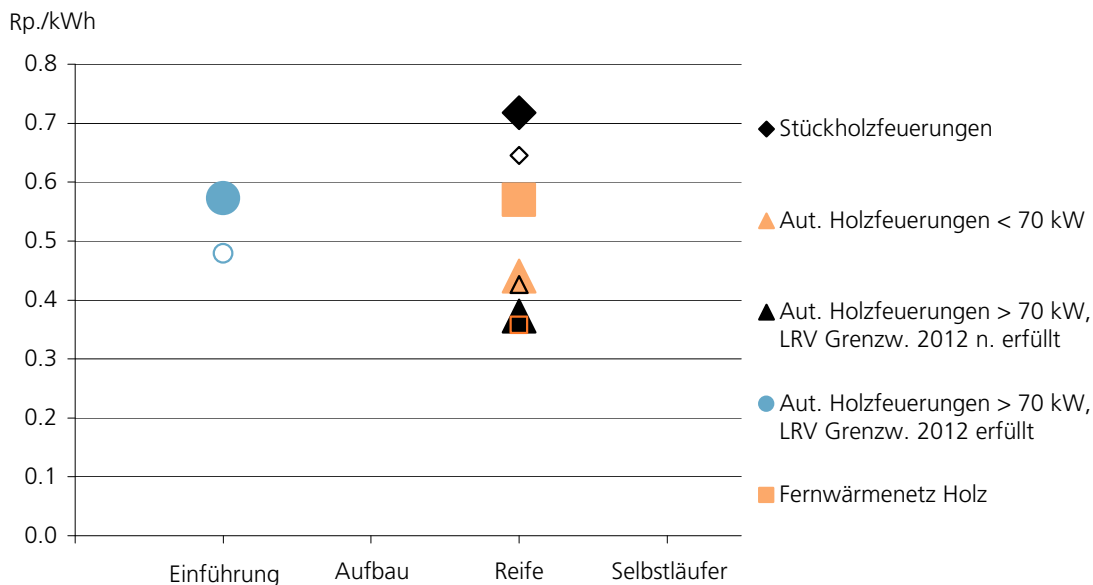 Rp./kWh
0.8
0.7
0.6
0.5
0.4
0.3
0.2
0.1
0.0
Einführung
Aufbau
Reife
Selbstläufer
Stückholzfeuerungen
Aut. Holzfeuerungen < 70 kW
Aut. Holzfeuerungen > 70 kW,
LRV Grenzw. 2012 n. erfüllt
Aut. Holzfeuerungen > 70 kW,
LRV Grenzw. 2012 erfüllt
Fernwärmenetz Holz